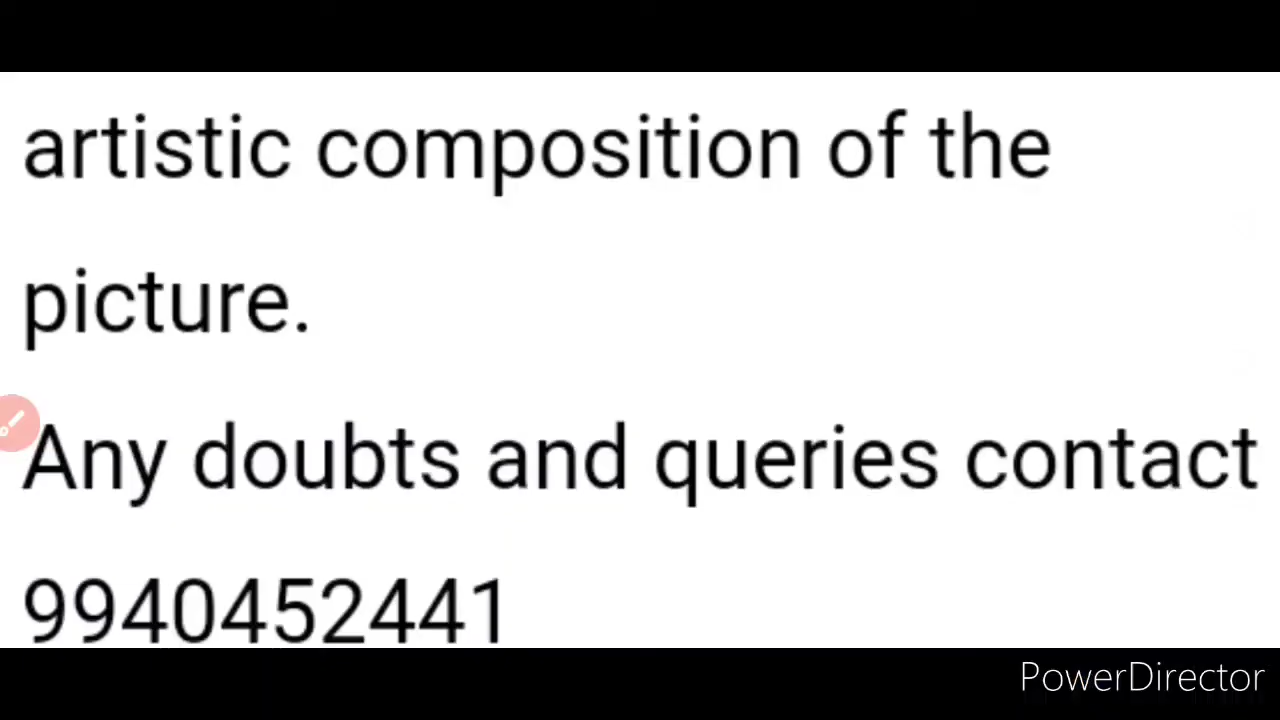 artistic composition of the
picture.
Any doubts and queries contact
9940452441
PowerDirector